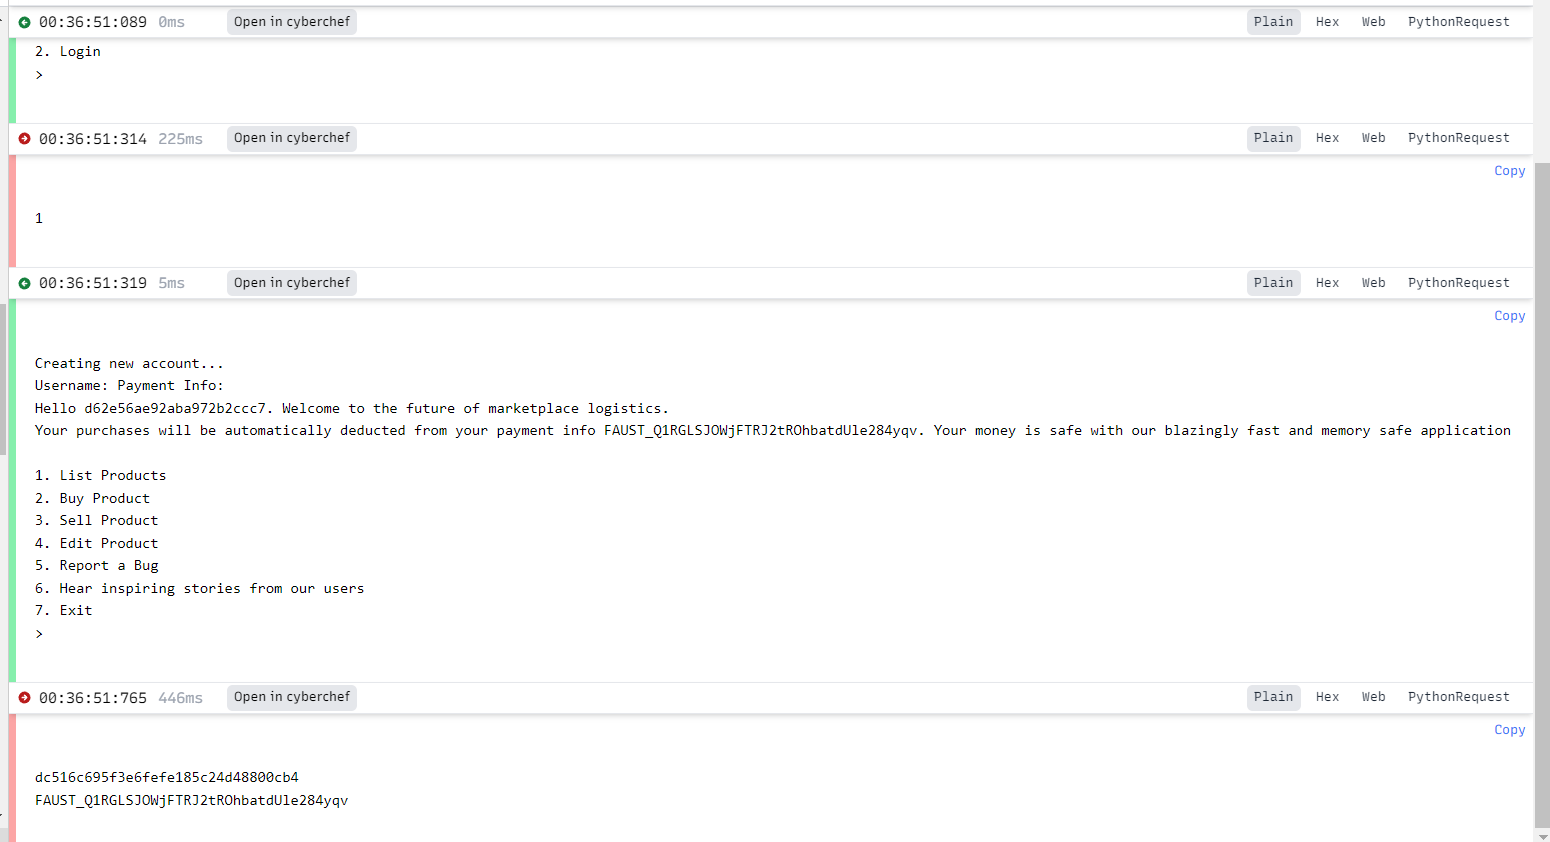 00:36:51:089 0ms Open in cyberchef Plain Hex Web PythonRequest
2. Login
>
00:36:51:314 225ms Open in cyberchef Plain Hex Web PythonRequest
Copy
1
00:36:51:319 5ms Open in cyberchef Plain Hex Web PythonRequest
Copy
Creating new account...
Username: Payment Info:
Hello d62e56ae92aba972b2ccc7. Welcome to the future of marketplace logistics.
Your purchases will be automatically deducted from your payment info FAUST_Q1RGLSJOWjFTRJ2tROhbatdUle284yqv. Your money is safe with our blazingly fast and memory safe application
1. List Products
2. Buy Product
3. Sell Product
4. Edit Product
5. Report a Bug
6. Hear inspiring stories from our users
7. Exit
>
00:36:51:765 446ms Open in cyberchef Plain Hex Web PythonRequest
Copy
dc516c695f3e6fefe185c24d48800cb4
FAUST_Q1RGLSJOWjFTRJ2tROhbatdUle284yqv